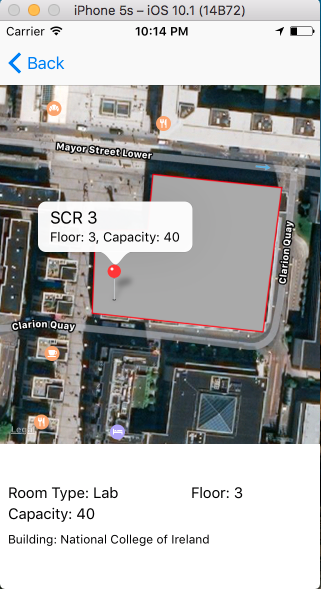 iPhone 5s – iOS 10.1 (14B72)
Carrier 10:14 PM
Back
Mayor Street Lower
SCR 3
Floor: 3, Capacity: 40
Clarion Quay
Clarion Quay
Legal
Room Type: Lab Floor: 3
Capacity: 40
Building: National College of Ireland